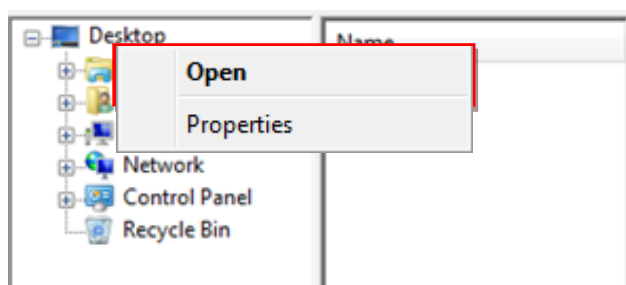 Desktop
Name
Open
Properties
Network
Control Panel
Recycle Bin